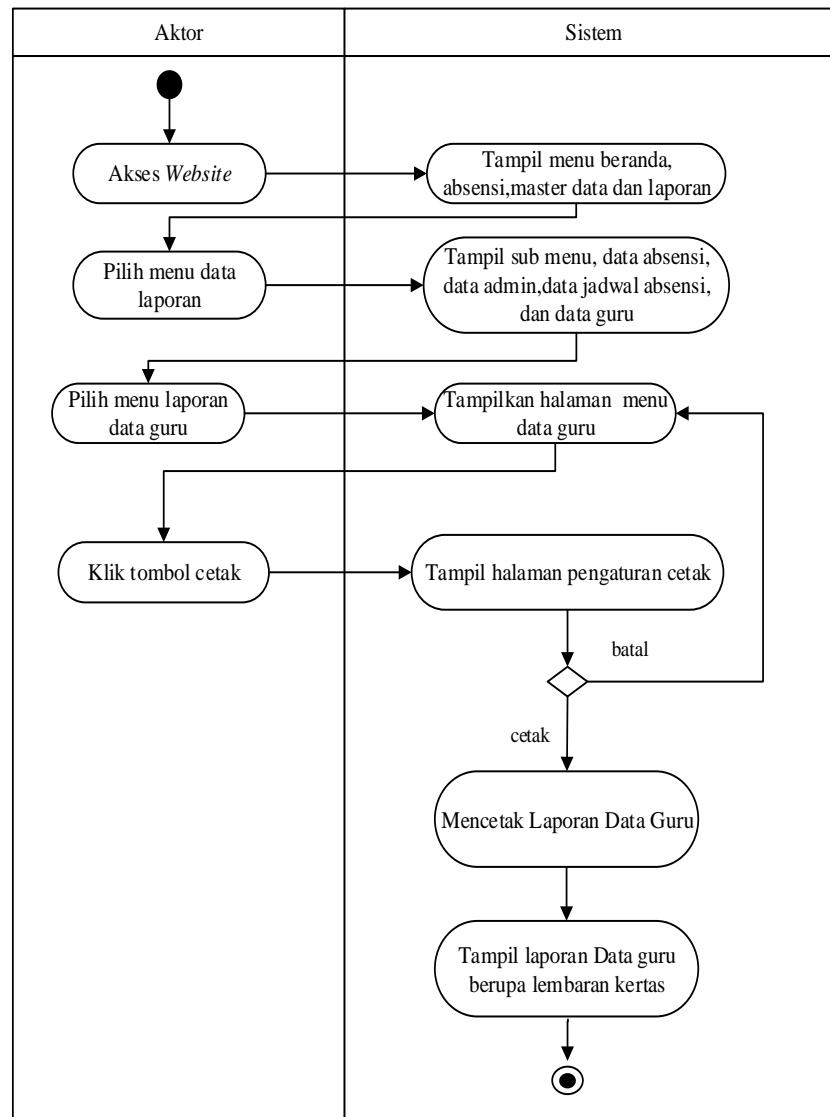 Aktor
Sistem
Akses Website
Tampil menu beranda,
absensi,master data dan laporan
Pilih menu data
laporan
Tampil sub menu, data absensi,
data admin,data jadwal absensi,
dan data guru
Pilih menu laporan
data guru
Tampilkan halaman menu
data guru
Klik tombol cetak
Tampil halaman pengaturan cetak
batal
cetak
Mencetak Laporan Data Guru
Tampil laporan Data guru
berupa lembaran kertas